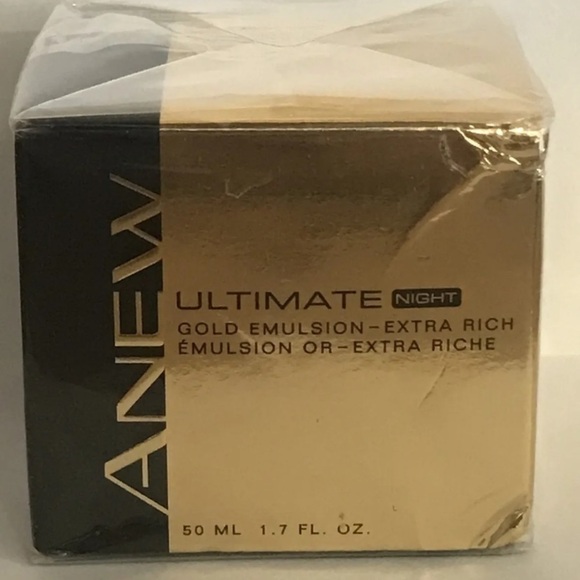 ANEW
ULTIMATE NIGHT
GOLD EMULSION–EXTRA RICH
ÉMULSION OR–EXTRA RICHE
50 ML 1.7 FL. OZ.